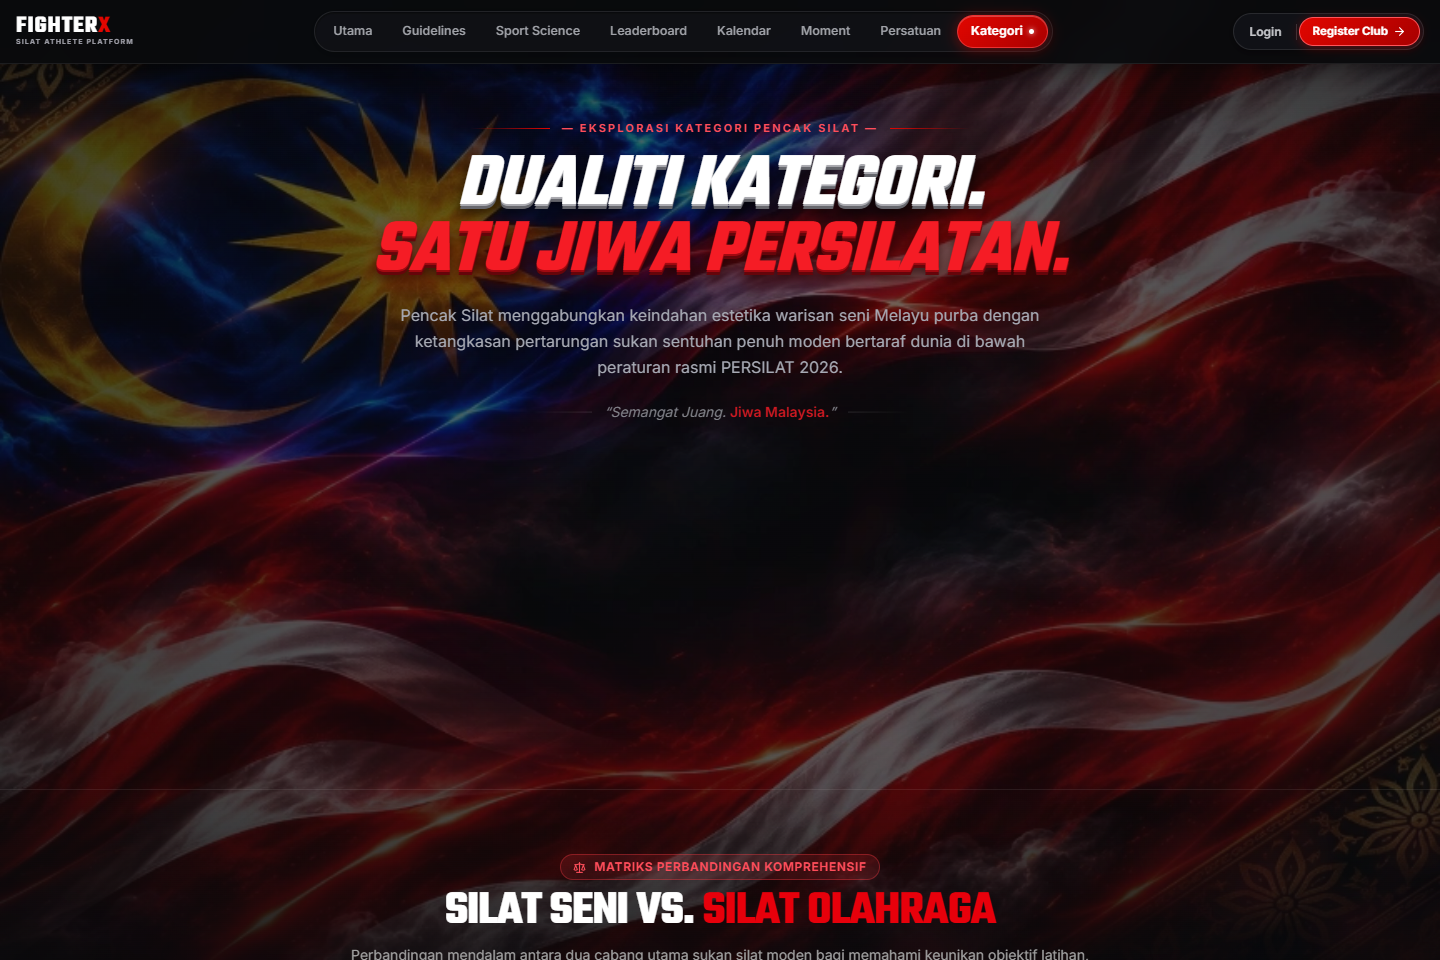 FIGHTERX
SILAT ATHLETE PLATFORM
Utama
Guidelines
Sport Science
Leaderboard
Kalendar
Moment
Persatuan
Kategori
Login
Register Club →
— EKSPLORASI KATEGORI PENCAK SILAT —
DUALITI KATEGORI.
SATU JIWA PERSILATAN.
Pencak Silat menggabungkan keindahan estetika warisan seni Melayu purba dengan
ketangkasan pertarungan sukan sentuhan penuh moden bertaraf dunia di bawah
peraturan rasmi PERSILAT 2026.
“Semangat Juang. Jiwa Malaysia.”
MATRIKS PERBANDINGAN KOMPREHENSIF
SILAT SENI VS. SILAT OLAHRAGA
Perbandingan mendalam antara dua cabang utama sukan silat moden bagi memahami keunikan objektif latihan,